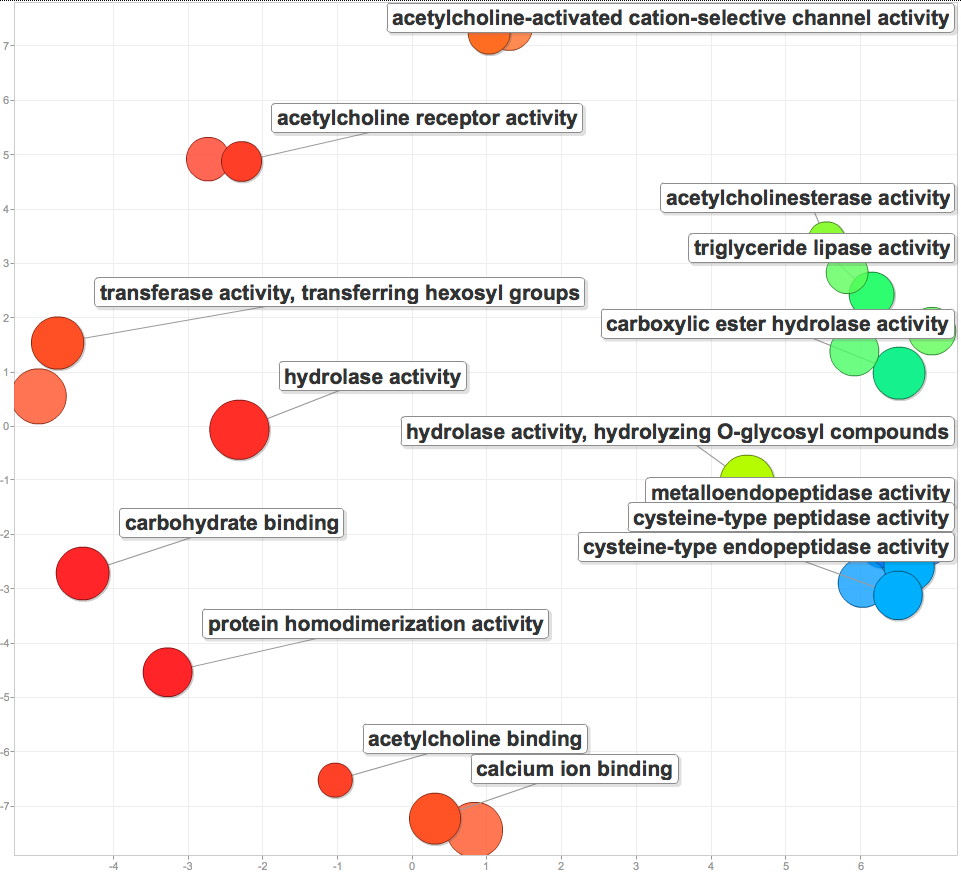 acetylcholine-activated cation-selective channel activity
7
6
acetylcholine receptor activity
5
4
acetylcholinesterase activity
triglyceride lipase activity
3
transferase activity, transferring hexosyl groups
2
carboxylic ester hydrolase activity
1
hydrolase activity
0
hydrolase activity, hydrolyzing O-glycosyl compounds
-1
metalloendopeptidase activity
cysteine-type peptidase activity
carbohydrate binding
-2
cysteine-type endopeptidase activity
-3
protein homodimerization activity
-4
-5
acetylcholine binding
-6
calcium ion binding
-7
-4 -3 -2 -1 0 1 2 3 4 5 6